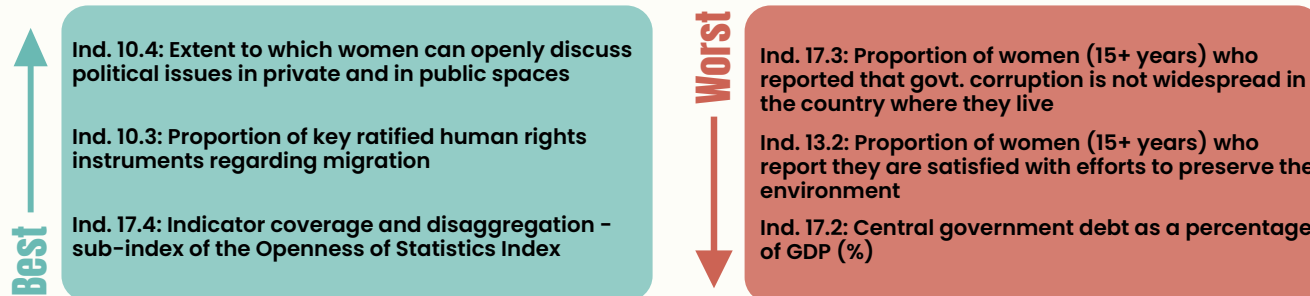 Best
Ind. 10.4: Extent to which women can openly discuss
political issues in private and in public spaces
Ind. 10.3: Proportion of key ratified human rights
instruments regarding migration
Ind. 17.4: Indicator coverage and disaggregation -
sub-index of the Openness of Statistics Index
Worst
Ind. 17.3: Proportion of women (15+ years) who
reported that govt. corruption is not widespread in
the country where they live
Ind. 13.2: Proportion of women (15+ years) who
report they are satisfied with efforts to preserve the
environment
Ind. 17.2: Central government debt as a percentage
of GDP (%)